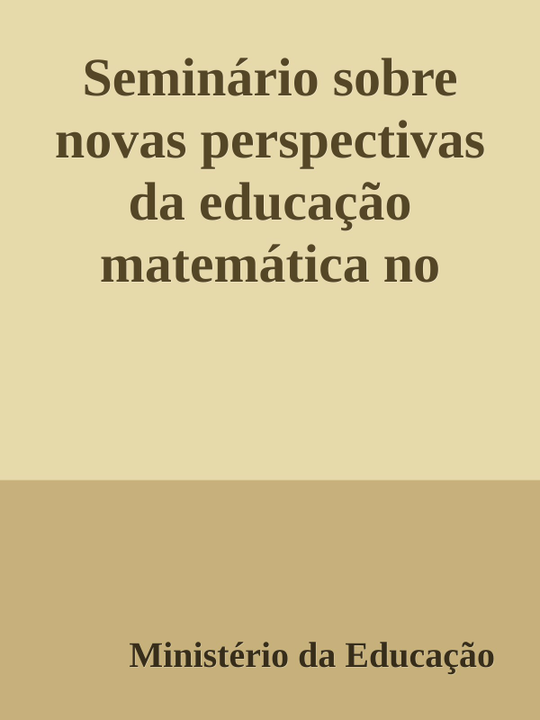 Seminário sobre
novas perspectivas
da educação
matemática no
Ministério da Educação